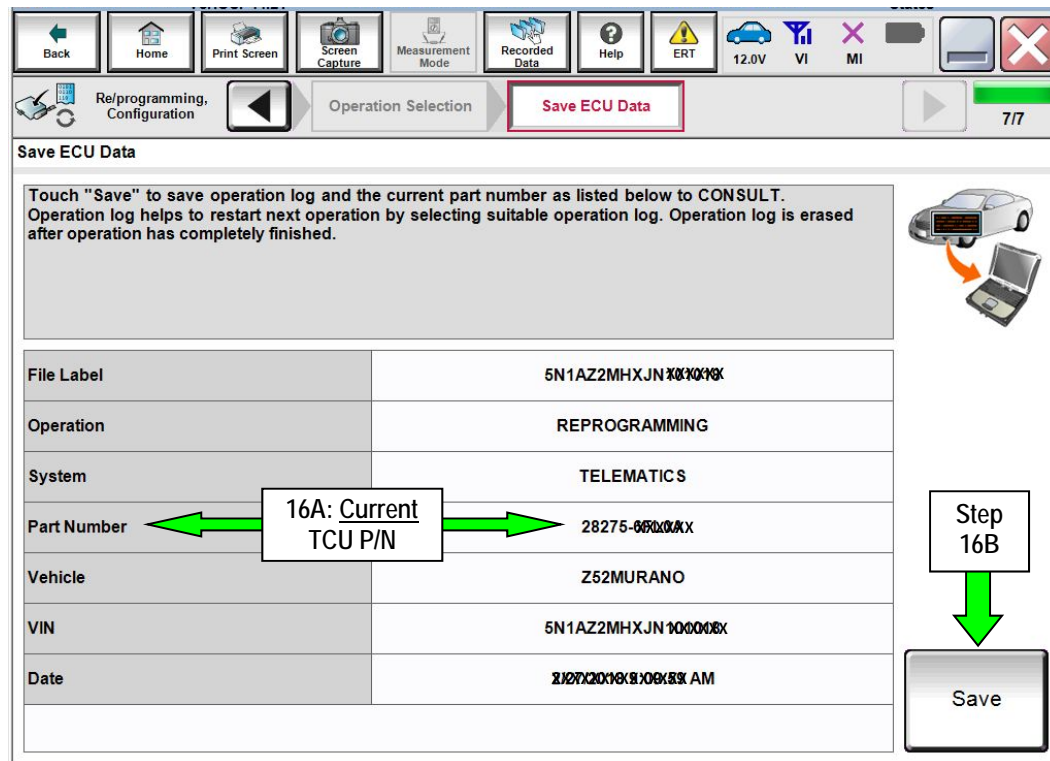 Back
Home
Print Screen
Screen Capture
Measurement Mode
Recorded Data
Help
ERT
12.0V
VI
MI
Re/programming, Configuration
Operation Selection
Save ECU Data
7/7
Save ECU Data
Touch "Save" to save operation log and the current part number as listed below to CONSULT.
Operation log helps to restart next operation by selecting suitable operation log. Operation log is erased
after operation has completely finished.
File Label
5N1AZ2MHXJN
Operation
REPROGRAMMING
System
TELEMATICS
Part Number
16A: Current
TCU P/N
28275-
Step
16B
Vehicle
Z52MURANO
VIN
5N1AZ2MHXJN
Date
AM
Save